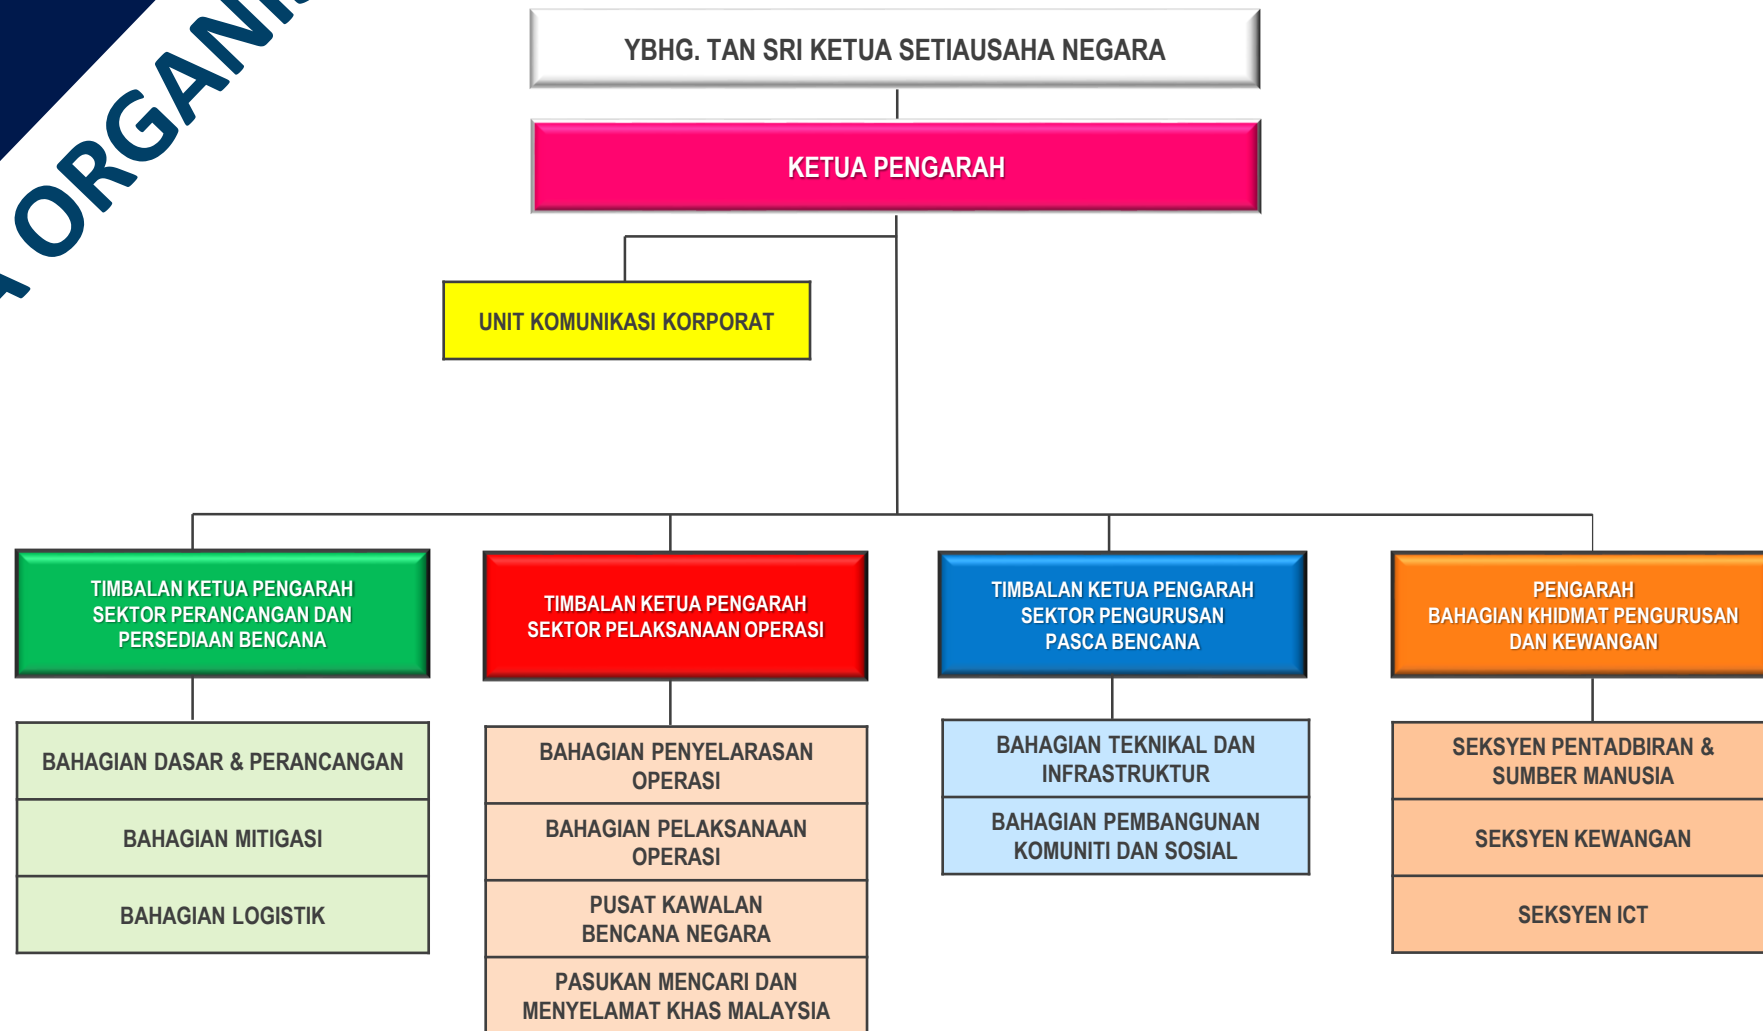 ORGANI
YBHG. TAN SRI KETUA SETIAUSAHA NEGARA
KETUA PENGARAH
UNIT KOMUNIKASI KORPORAT
TIMBALAN KETUA PENGARAH
SEKTOR PERANCANGAN DAN
PERSEDIAAN BENCANA
BAHAGIAN DASAR & PERANCANGAN
BAHAGIAN MITIGASI
BAHAGIAN LOGISTIK
TIMBALAN KETUA PENGARAH
SEKTOR PELAKSANAAN OPERASI
BAHAGIAN PENYELARASAN
OPERASI
BAHAGIAN PELAKSANAAN
OPERASI
PUSAT KAWALAN
BENCANA NEGARA
PASUKAN MENCARI DAN
MENYELAMAT KHAS MALAYSIA
TIMBALAN KETUA PENGARAH
SEKTOR PENGURUSAN
PASCA BENCANA
BAHAGIAN TEKNIKAL DAN
INFRASTRUKTUR
BAHAGIAN PEMBANGUNAN
KOMUNITI DAN SOSIAL
PENGARAH
BAHAGIAN KHIDMAT PENGURUSAN
DAN KEWANGAN
SEKSYEN PENTADBIRAN &
SUMBER MANUSIA
SEKSYEN KEWANGAN
SEKSYEN ICT